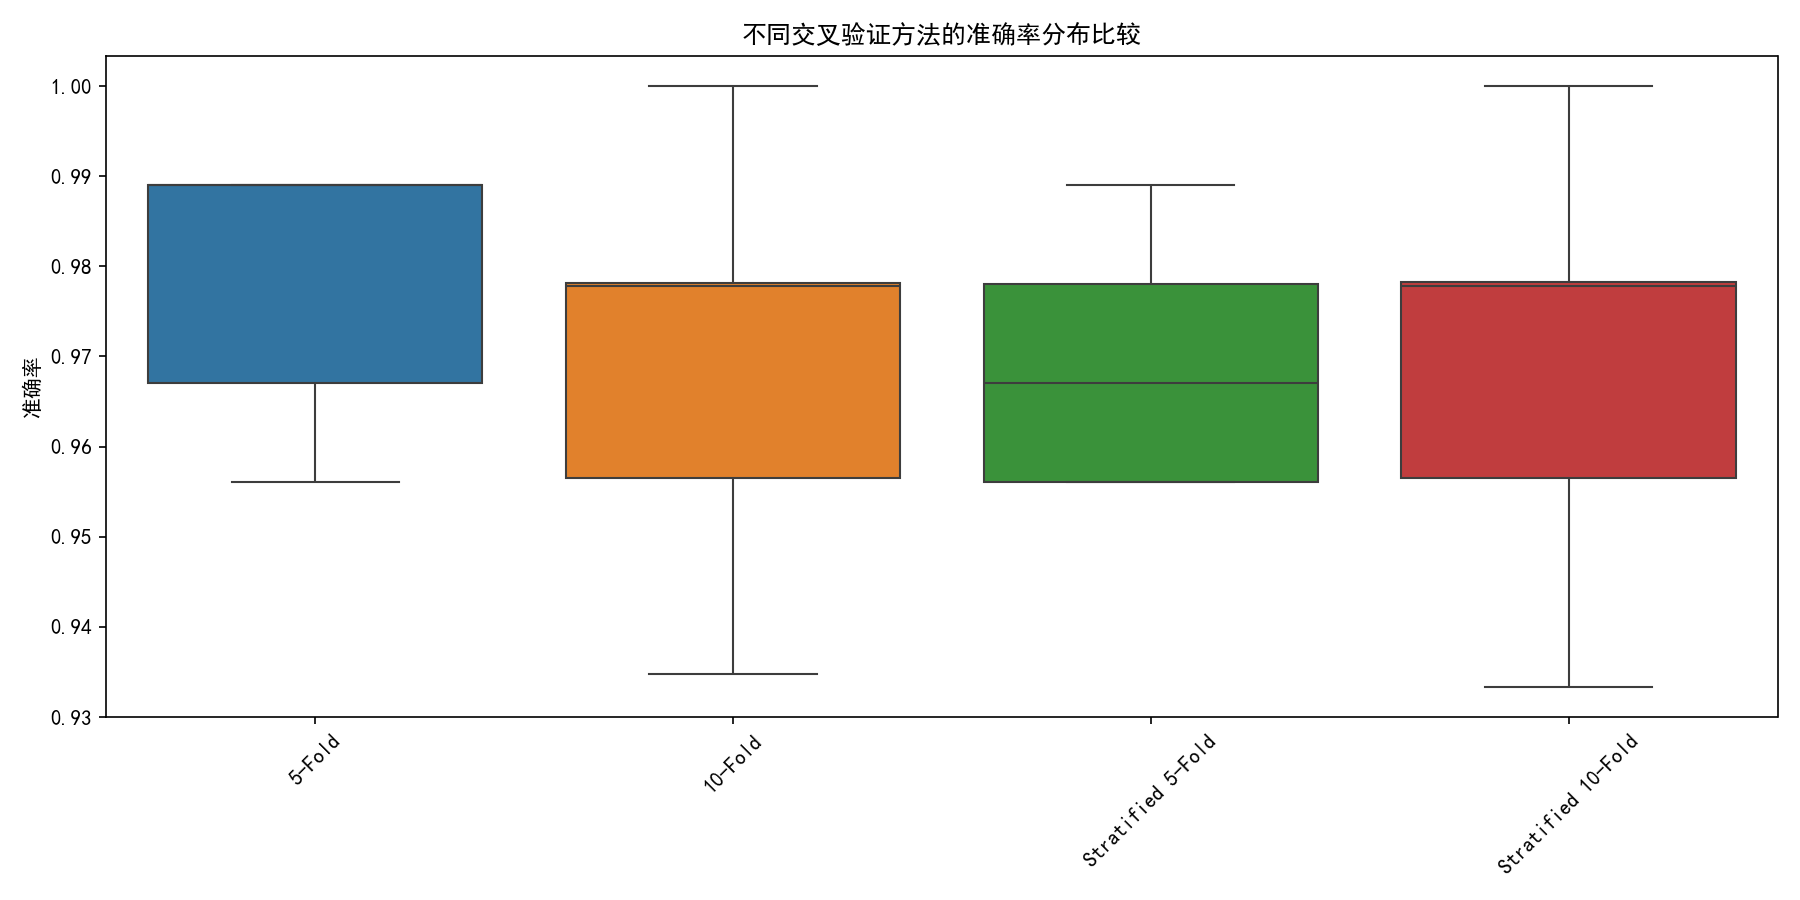 不同交叉验证方法的准确率分布比较
准确率
1.00
0.99
0.98
0.97
0.96
0.95
0.94
0.93
5-Fold
10-Fold
Stratified 5-Fold
Stratified 10-Fold